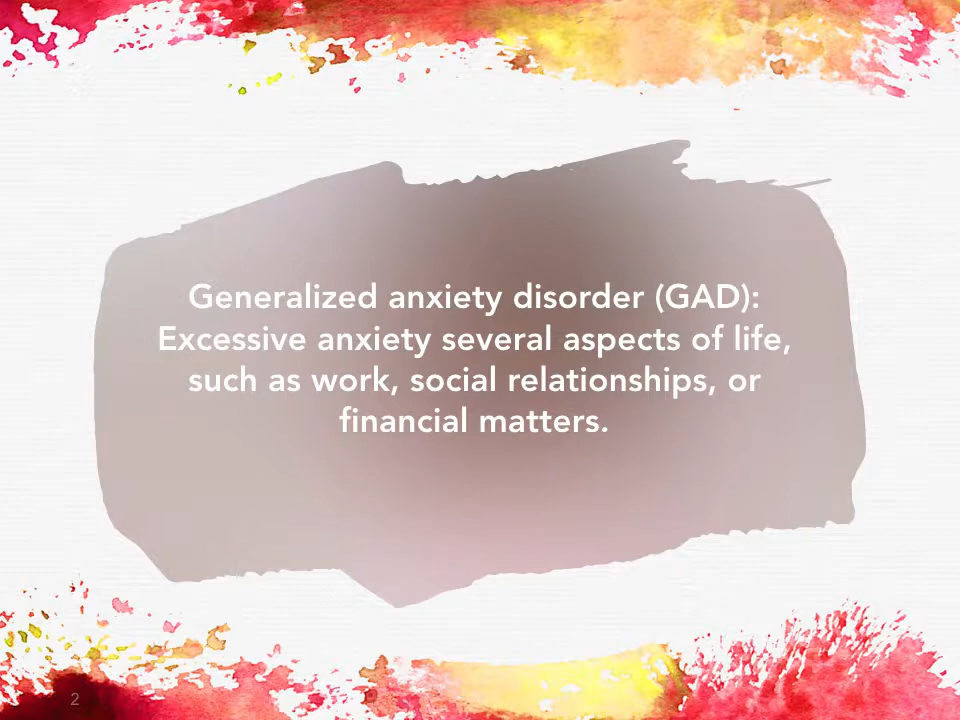 Generalized anxiety disorder (GAD):
Excessive anxiety several aspects of life,
such as work, social relationships, or
financial matters.
2